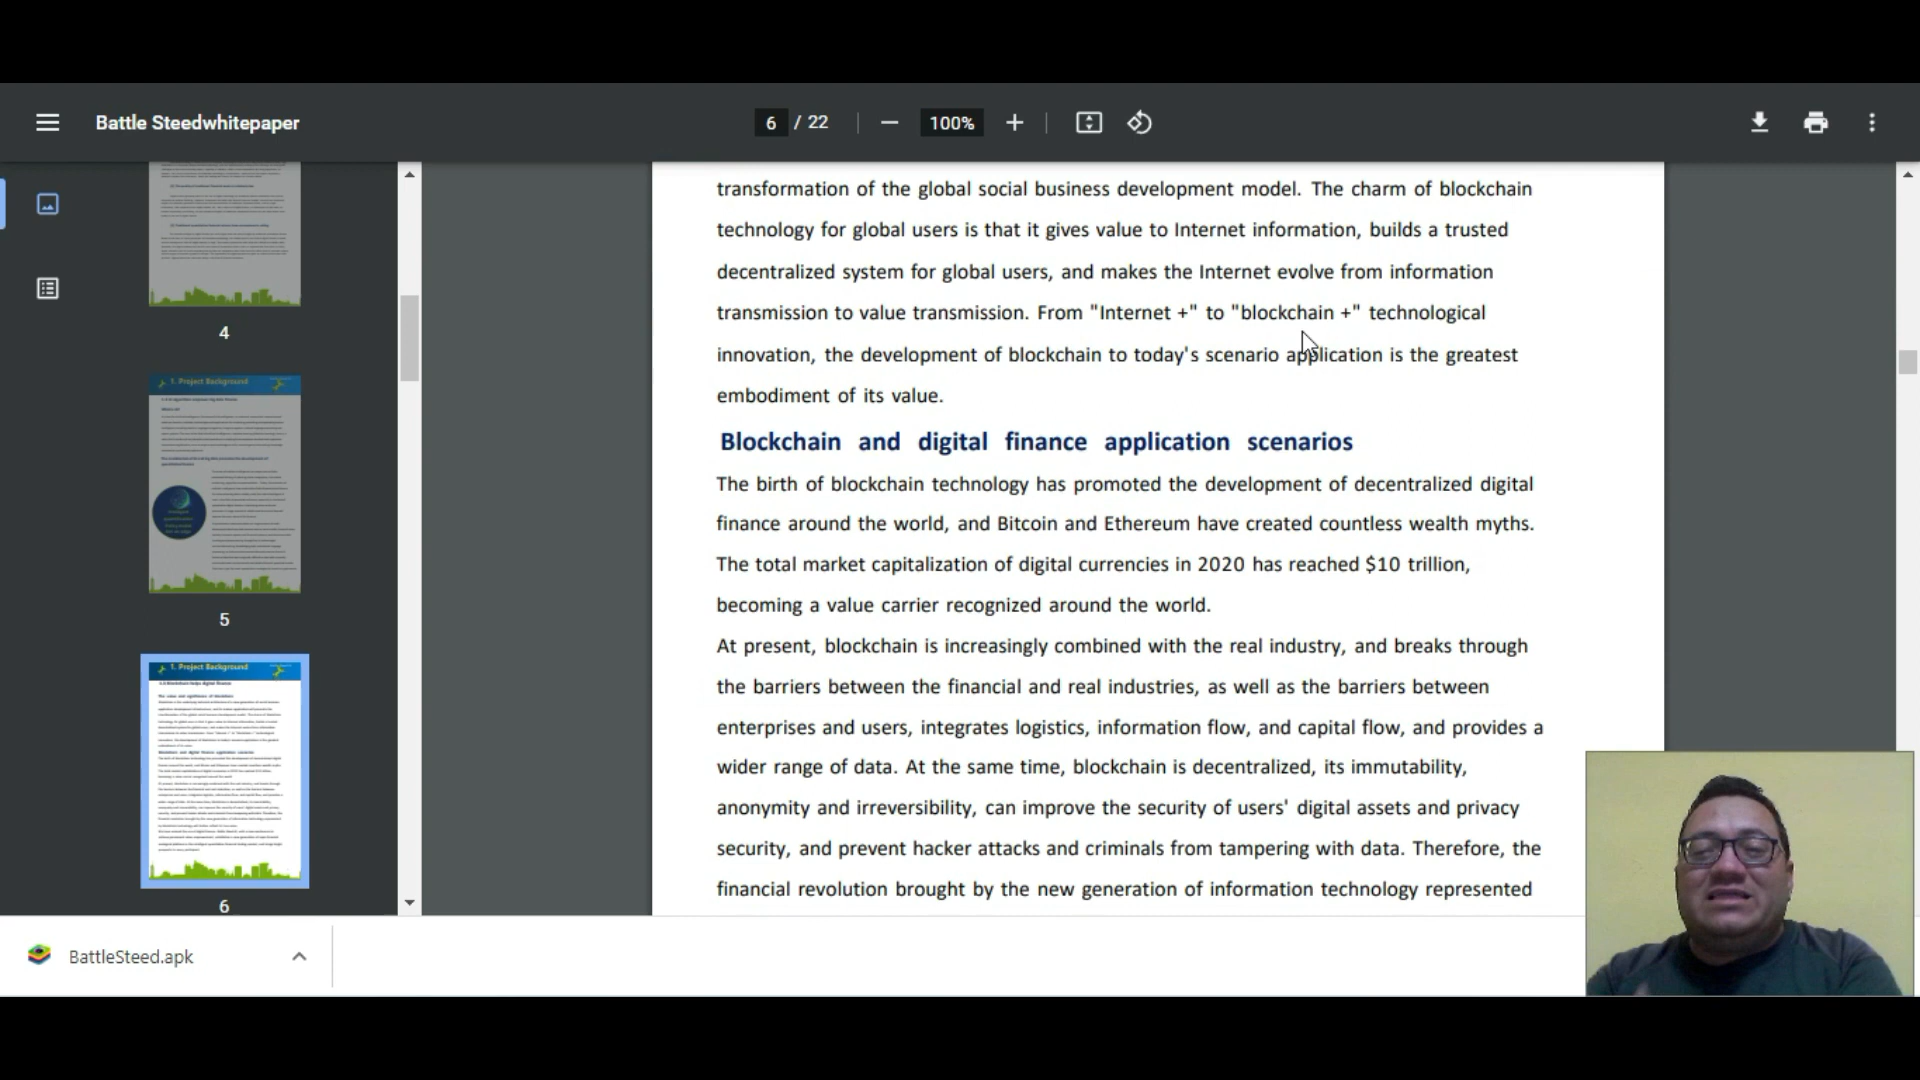 Battle Steedwhitepaper
6 / 22
100%
4
1. Project Background
5
1. Project Background
6
transformation of the global social business development model. The charm of blockchain
technology for global users is that it gives value to Internet information, builds a trusted
decentralized system for global users, and makes the Internet evolve from information
transmission to value transmission. From "Internet +" to "blockchain +" technological
innovation, the development of blockchain to today's scenario application is the greatest
embodiment of its value.
Blockchain and digital finance application scenarios
The birth of blockchain technology has promoted the development of decentralized digital
finance around the world, and Bitcoin and Ethereum have created countless wealth myths.
The total market capitalization of digital currencies in 2020 has reached $10 trillion,
becoming a value carrier recognized around the world.
At present, blockchain is increasingly combined with the real industry, and breaks through
the barriers between the financial and real industries, as well as the barriers between
enterprises and users, integrates logistics, information flow, and capital flow, and provides a
wider range of data. At the same time, blockchain is decentralized, its immutability,
anonymity and irreversibility, can improve the security of users' digital assets and privacy
security, and prevent hacker attacks and criminals from tampering with data. Therefore, the
financial revolution brought by the new generation of information technology represented
BattleSteed.apk